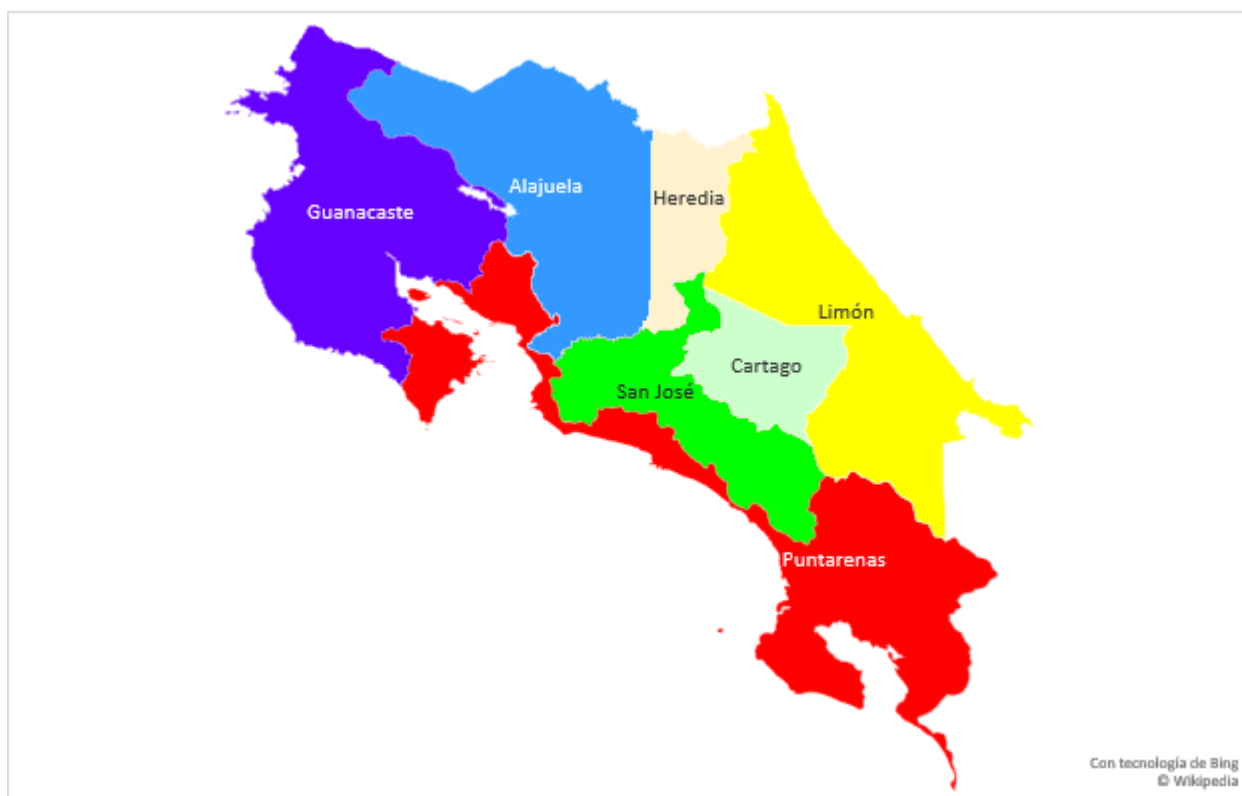 Alajuela
Heredia
Guanacaste
Limón
Cartago
San José
Puntarenas
Con tecnología de Bing
© Wikipedia